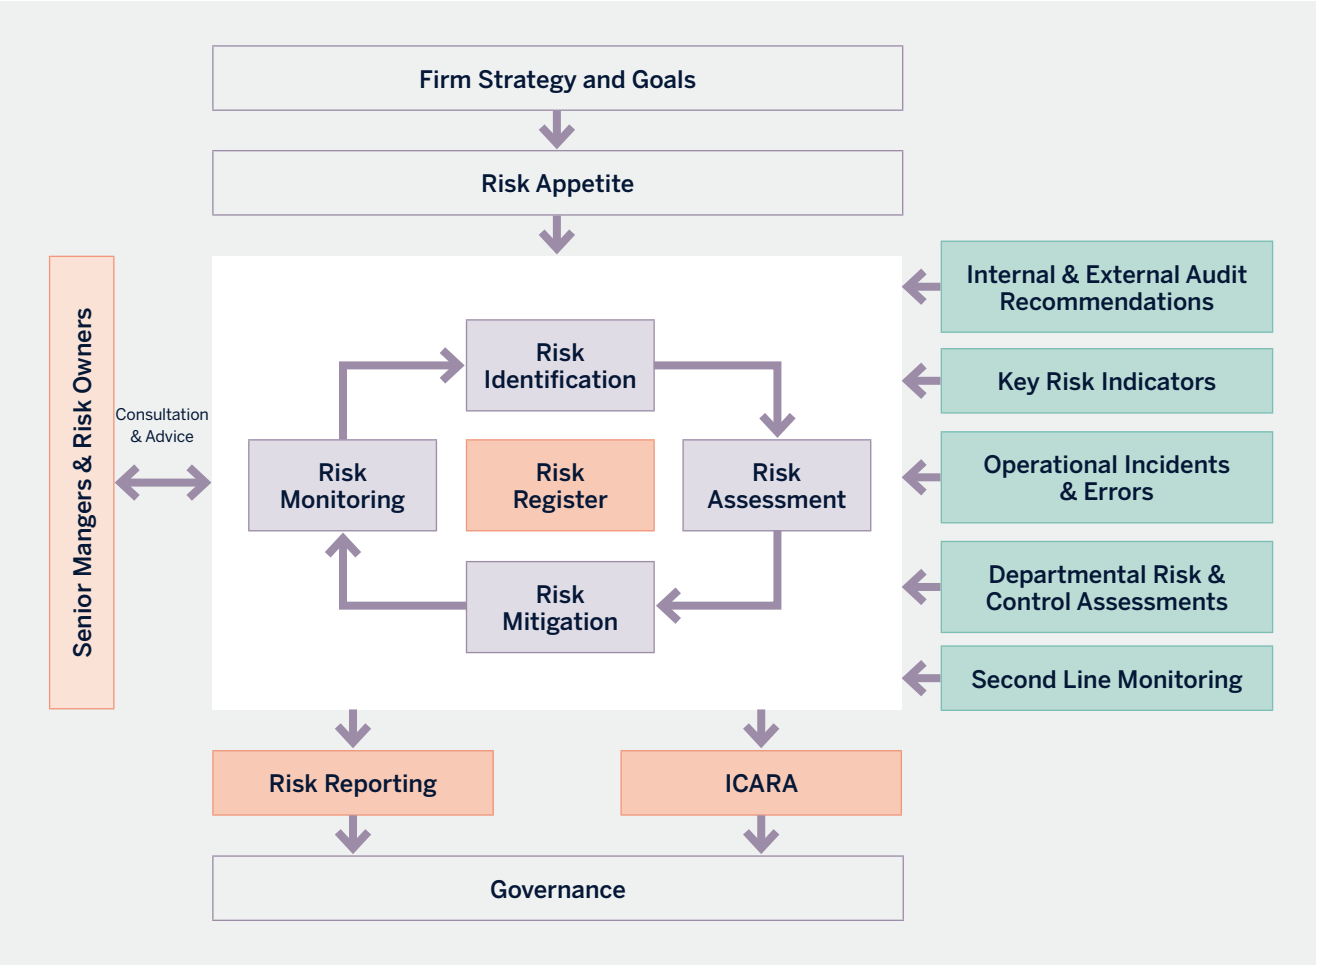 Firm Strategy and Goals
Risk Appetite
Senior Mangers & Risk Owners
Consultation
& Advice
Risk
Identification
Risk
Monitoring
Risk
Register
Risk
Assessment
Risk
Mitigation
Internal & External Audit
Recommendations
Key Risk Indicators
Operational Incidents
& Errors
Departmental Risk &
Control Assessments
Second Line Monitoring
Risk Reporting
ICARA
Governance